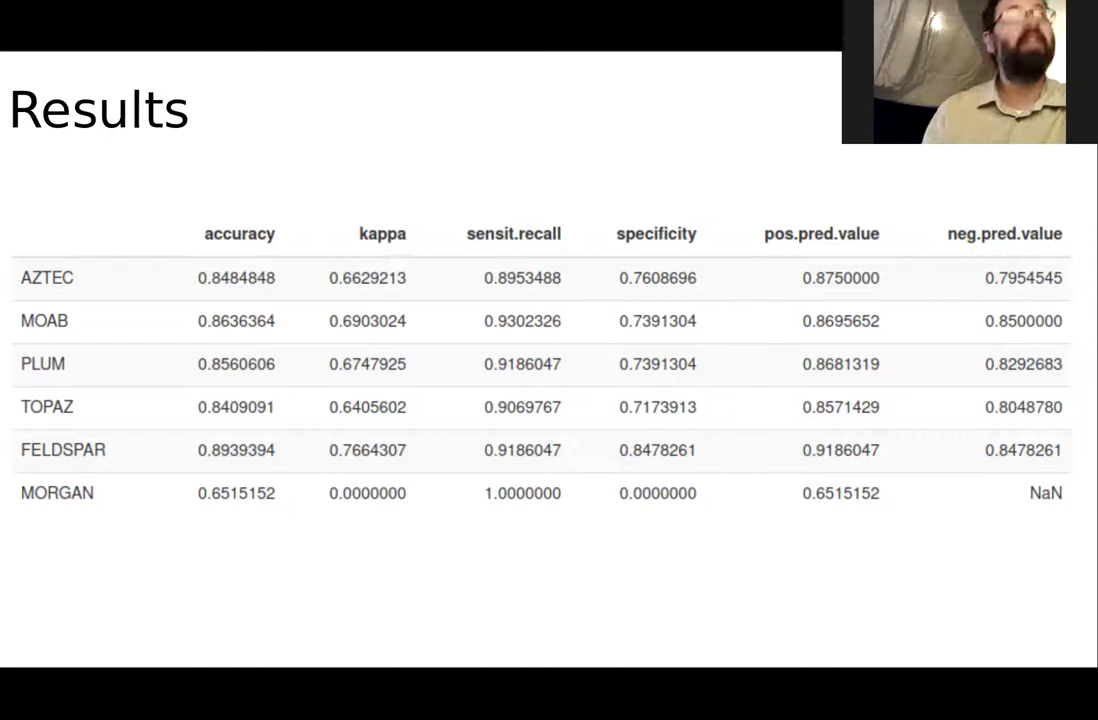 Results
accuracy kappa sensit.recall specificity pos.pred.value neg.pred.value
AZTEC 0.8484848 0.6629213 0.8953488 0.7608696 0.8750000 0.7954545
MOAB 0.8636364 0.6903024 0.9302326 0.7391304 0.8695652 0.8500000
PLUM 0.8560606 0.6747925 0.9186047 0.7391304 0.8681319 0.8292683
TOPAZ 0.8409091 0.6405602 0.9069767 0.7173913 0.8571429 0.8048780
FELDSPAR 0.8939394 0.7664307 0.9186047 0.8478261 0.9186047 0.8478261
MORGAN 0.6515152 0.0000000 1.0000000 0.0000000 0.6515152 NaN